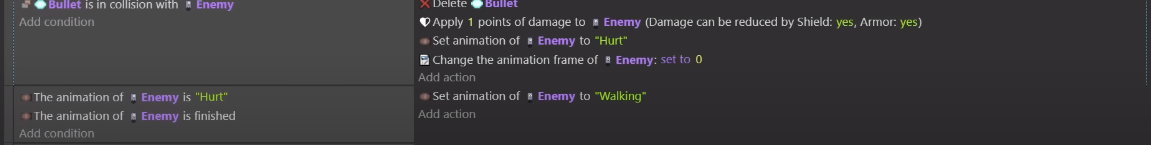 Bullet is in collision with Enemy
Add condition
Delete Bullet
Apply 1 points of damage to Enemy (Damage can be reduced by Shield: yes, Armor: yes)
Set animation of Enemy to "Hurt"
Change the animation frame of Enemy: set to 0
Add action
The animation of Enemy is "Hurt"
The animation of Enemy is finished
Add condition
Set animation of Enemy to "Walking"
Add action